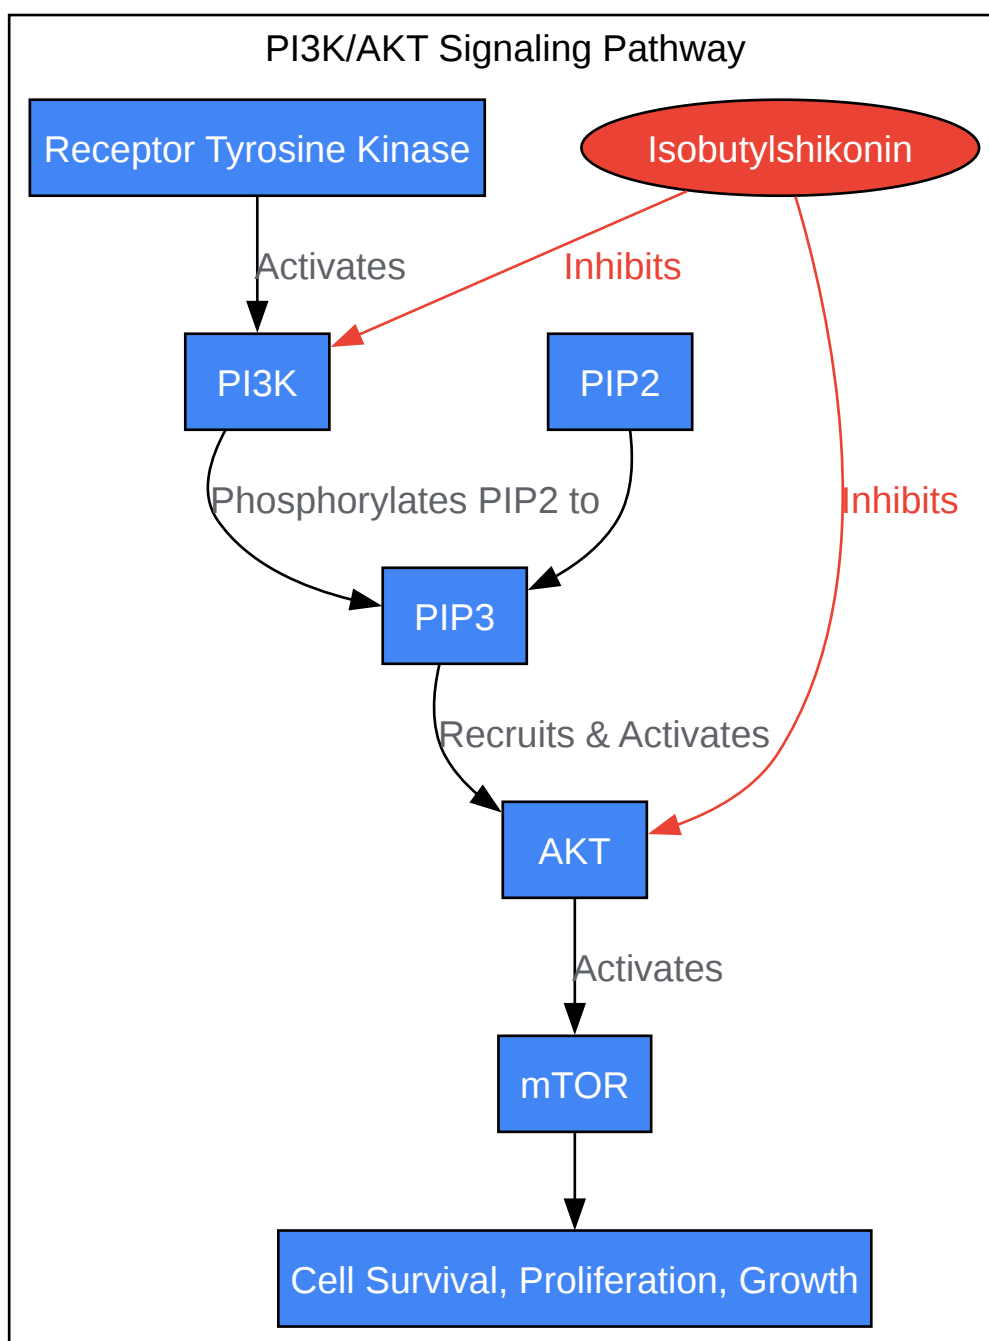 PI3K/AKT Signaling Pathway
Receptor Tyrosine Kinase
Isobutylshikonin
Activates
Inhibits
PI3K
PIP2
Phosphorylates PIP2 to
Inhibits
PIP3
Recruits & Activates
AKT
Activates
mTOR
Cell Survival, Proliferation, Growth